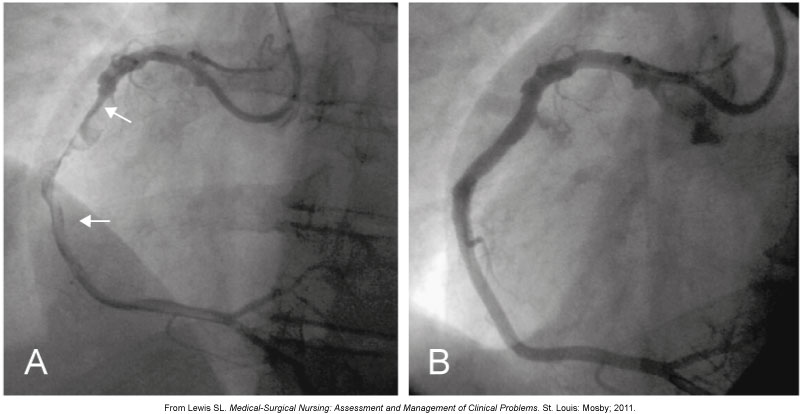 A
B
From Lewis SL. Medical-Surgical Nursing: Assessment and Management of Clinical Problems. St. Louis: Mosby; 2011.